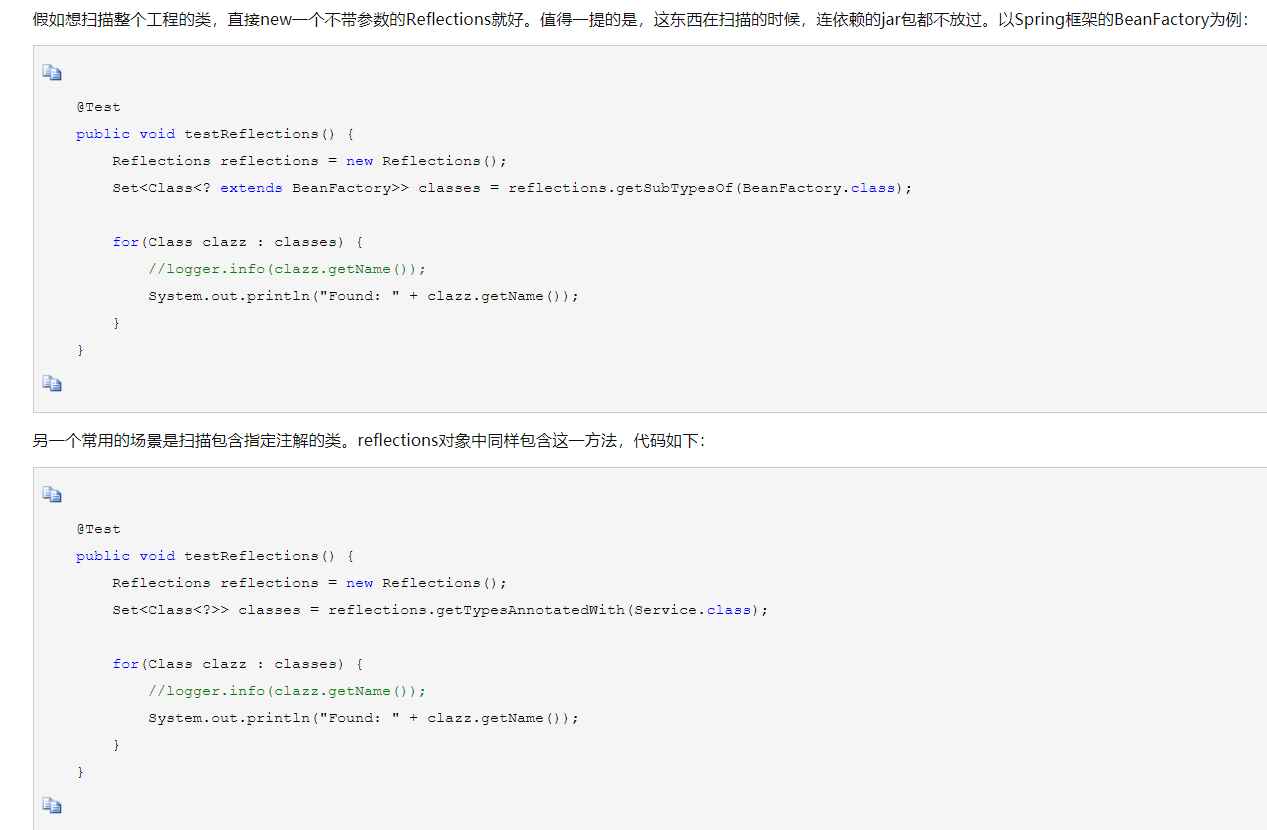 假如想扫描整个工程的类，直接new一个不带参数的Reflections就好。值得一提的是，这东西在扫描的时候，连依赖的jar包都不放过。以Spring框架的BeanFactory为例：
@Test
public void testReflections() {
    Reflections reflections = new Reflections();
    Set<Class<? extends BeanFactory>> classes = reflections.getSubTypesOf(BeanFactory.class);
    for(Class clazz : classes) {
        //logger.info(clazz.getName());
        System.out.println("Found: " + clazz.getName());
    }
}
另一个常用的场景是扫描包含指定注解的类。reflections对象中同样包含这一方法，代码如下：
@Test
public void testReflections() {
    Reflections reflections = new Reflections();
    Set<Class<?>> classes = reflections.getTypesAnnotatedWith(Service.class);
    for(Class clazz : classes) {
        //logger.info(clazz.getName());
        System.out.println("Found: " + clazz.getName());
    }
}